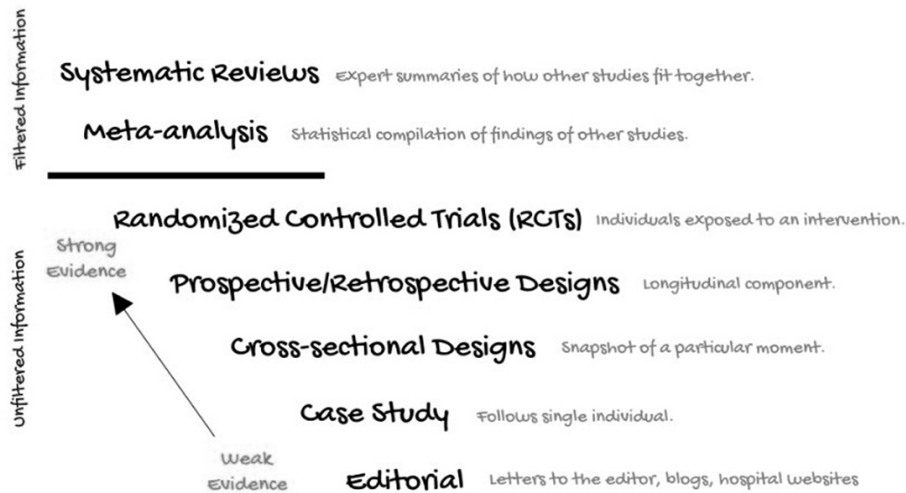 Filtered Information
Systematic Reviews Expert summaries of how other studies fit together.
Meta-analysis Statistical compilation of findings of other studies.
Unfiltered Information
Randomized Controlled Trials (RCTs) Individuals exposed to an intervention.
Strong
Evidence
Prospective/Retrospective Designs Longitudinal component.
Cross-sectional Designs Snapshot of a particular moment.
Case Study Follows single individual.
Weak
Evidence
Editorial Letters to the editor, blogs, hospital websites